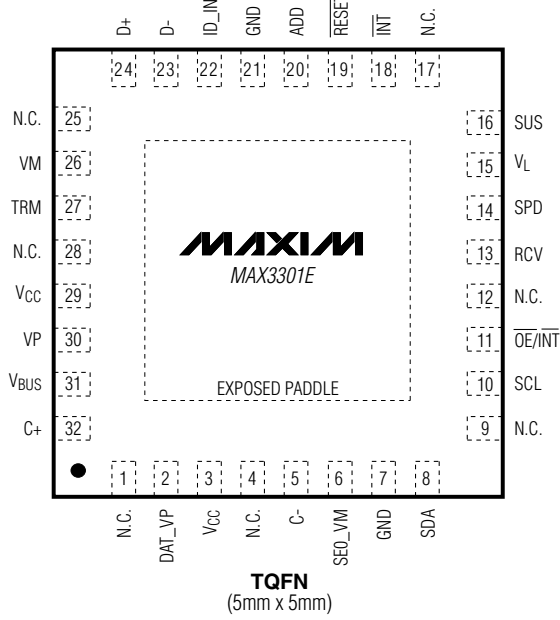 D+
D-
ID_IN
GND
ADD
RESET
INT
N.C.
24
23
22
21
20
19
18
17
N.C. 25
VM 26
TRM 27
N.C. 28
VCC 29
VP 30
VBUS 31
C+ 32
16 SUS
15 VL
14 SPD
13 RCV
12 N.C.
11 OE/INT
10 SCL
9 N.C.
MAXIM
MAX3301E
EXPOSED PADDLE
1
2
3
4
5
6
7
8
N.C.
DAT_VP
VCC
N.C.
C-
SE0_VM
GND
SDA
TQFN
(5mm x 5mm)